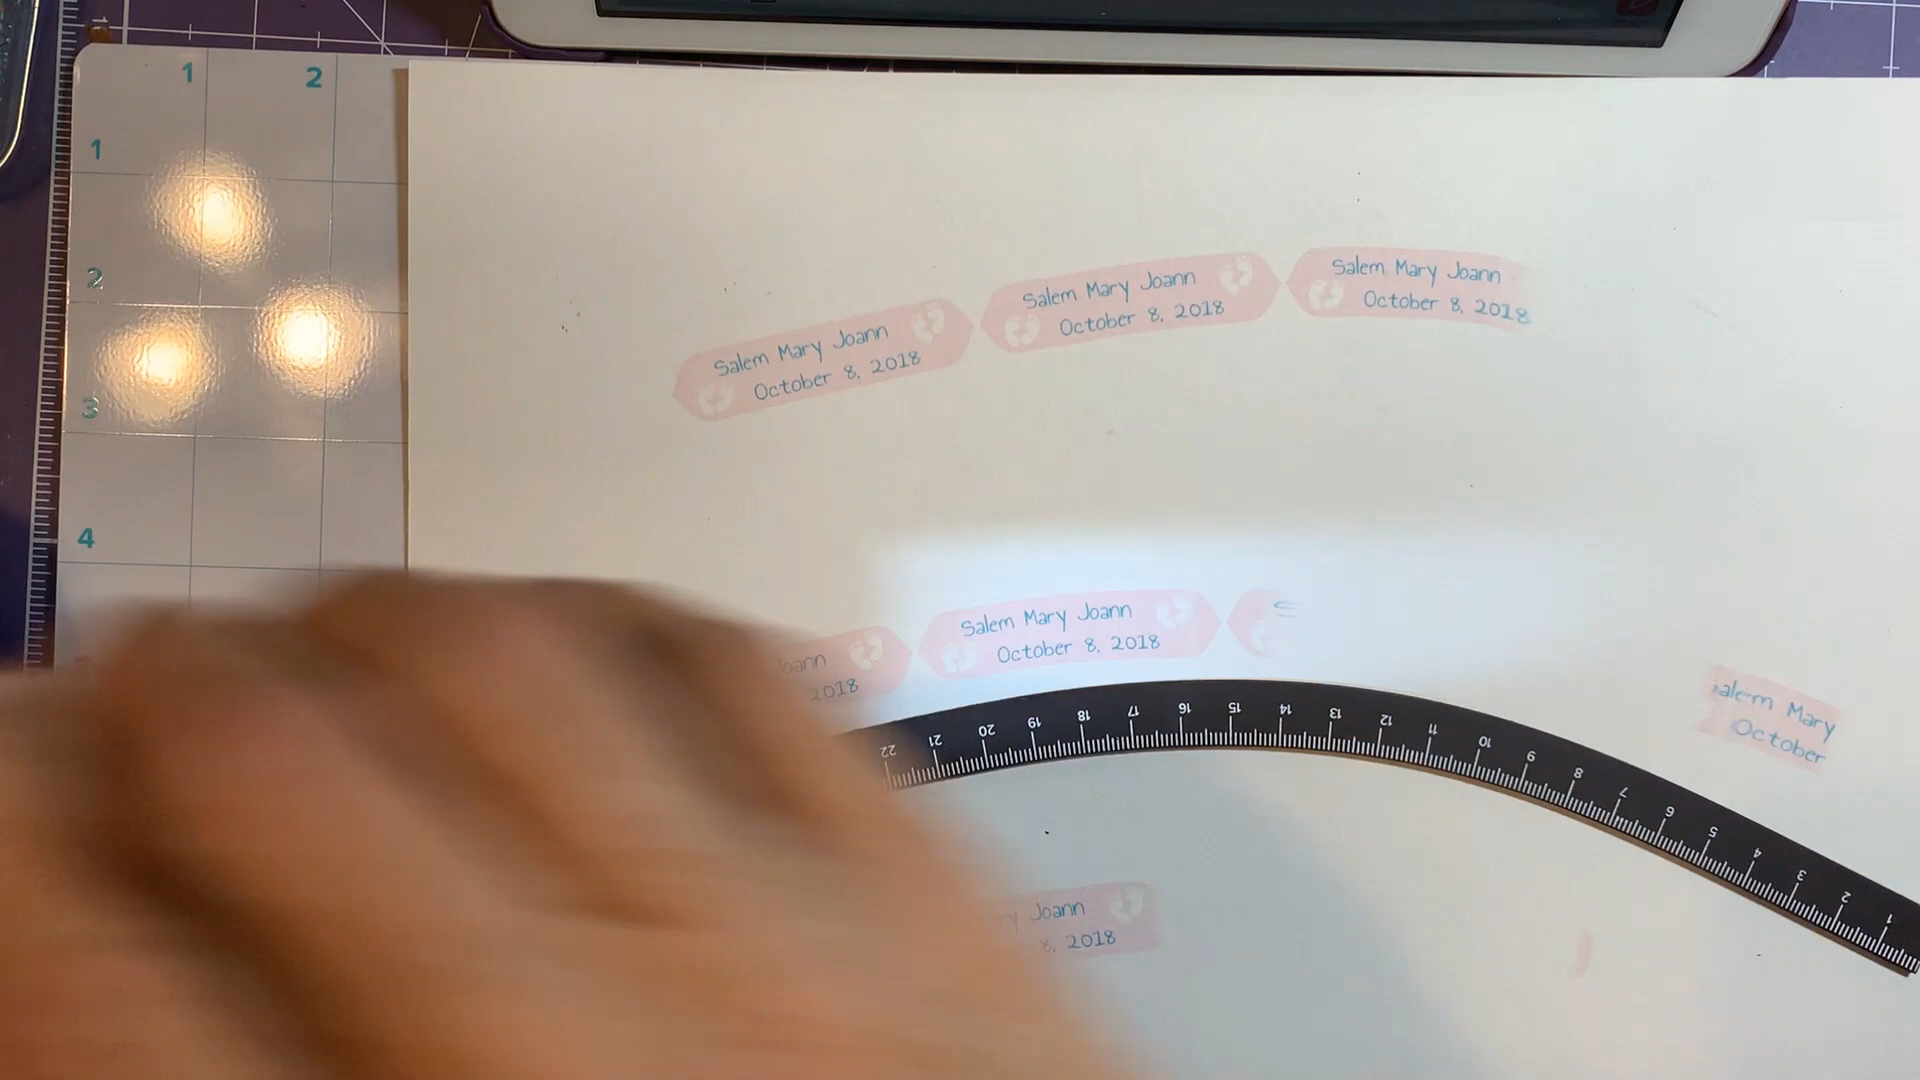 1 2
1
2
3
4
Salem Mary Joann
October 8, 2018
Salem Mary Joann
October 8, 2018
Salem Mary Joann
October 8, 2018
Joann
2018
Salem Mary Joann
October 8, 2018
Mary
October
22 21 20 19 18 17 16 15 14 13 12 11 10 9 8 7 6 5 4 3 2 1
Joann
8, 2018